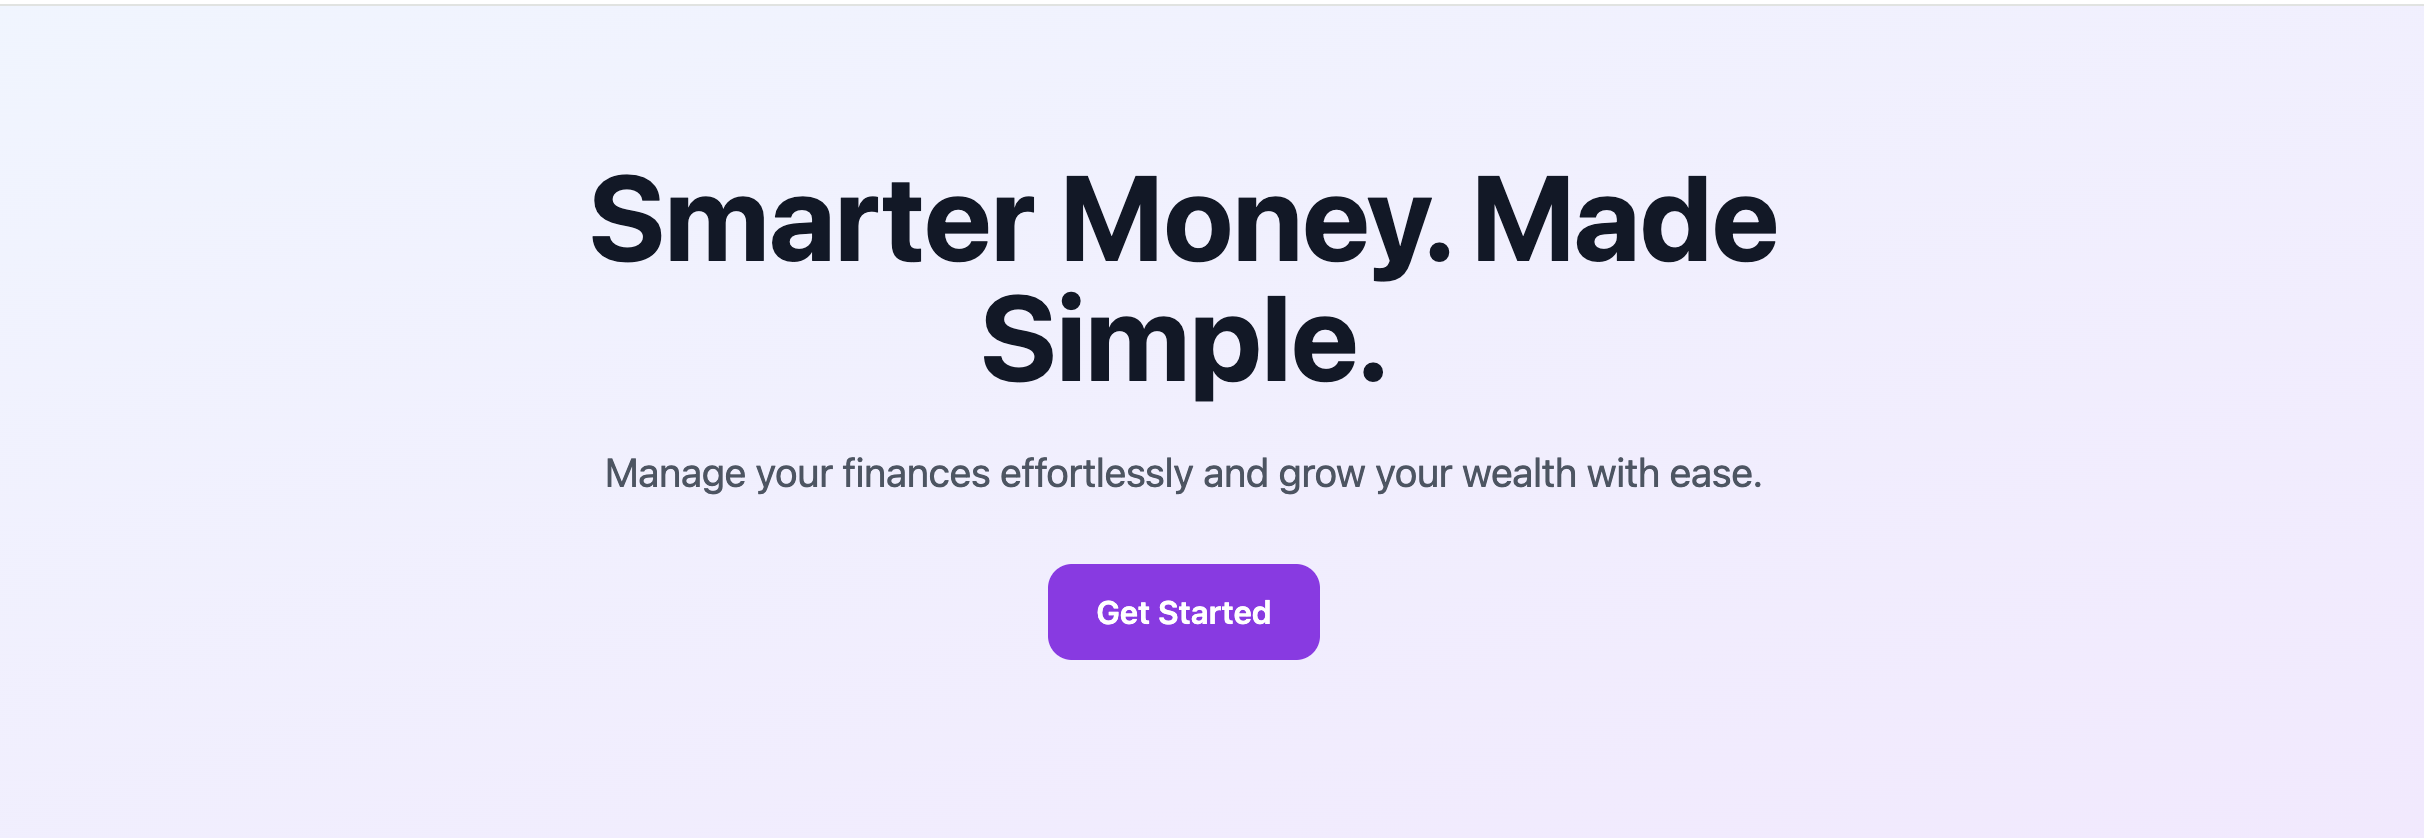 Smarter Money. Made
Simple.
Manage your finances effortlessly and grow your wealth with ease.
Get Started